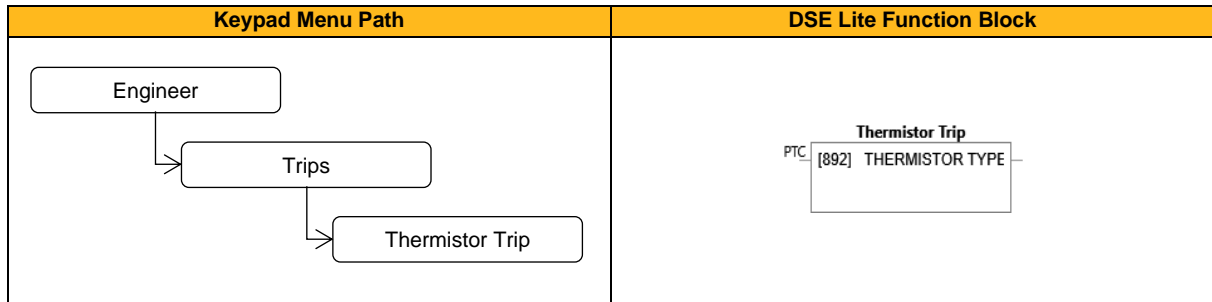 Keypad Menu Path
DSE Lite Function Block
Engineer
Trips
Thermistor Trip
Thermistor Trip
PTC
[892] THERMISTOR TYPE